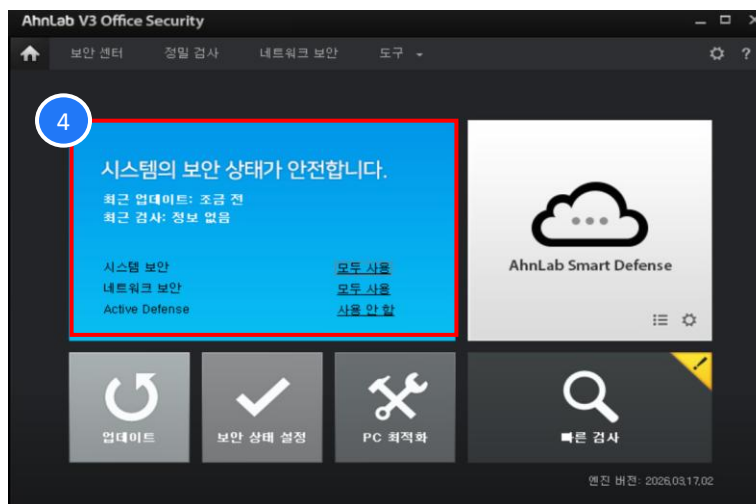 AhnLab V3 Office Security
보안 센터 정밀 검사 네트워크 보안 도구
?
4
시스템의 보안 상태가 안전합니다.
최근 업데이트: 조금 전
최근 검사: 정보 없음
시스템 보안 모두 사용
네트워크 보안 모두 사용
Active Defense 사용 안 함
AhnLab Smart Defense
업데이트
보안 상태 설정
PC 최적화
빠른 검사
엔진 버전: 2026.03.17.02